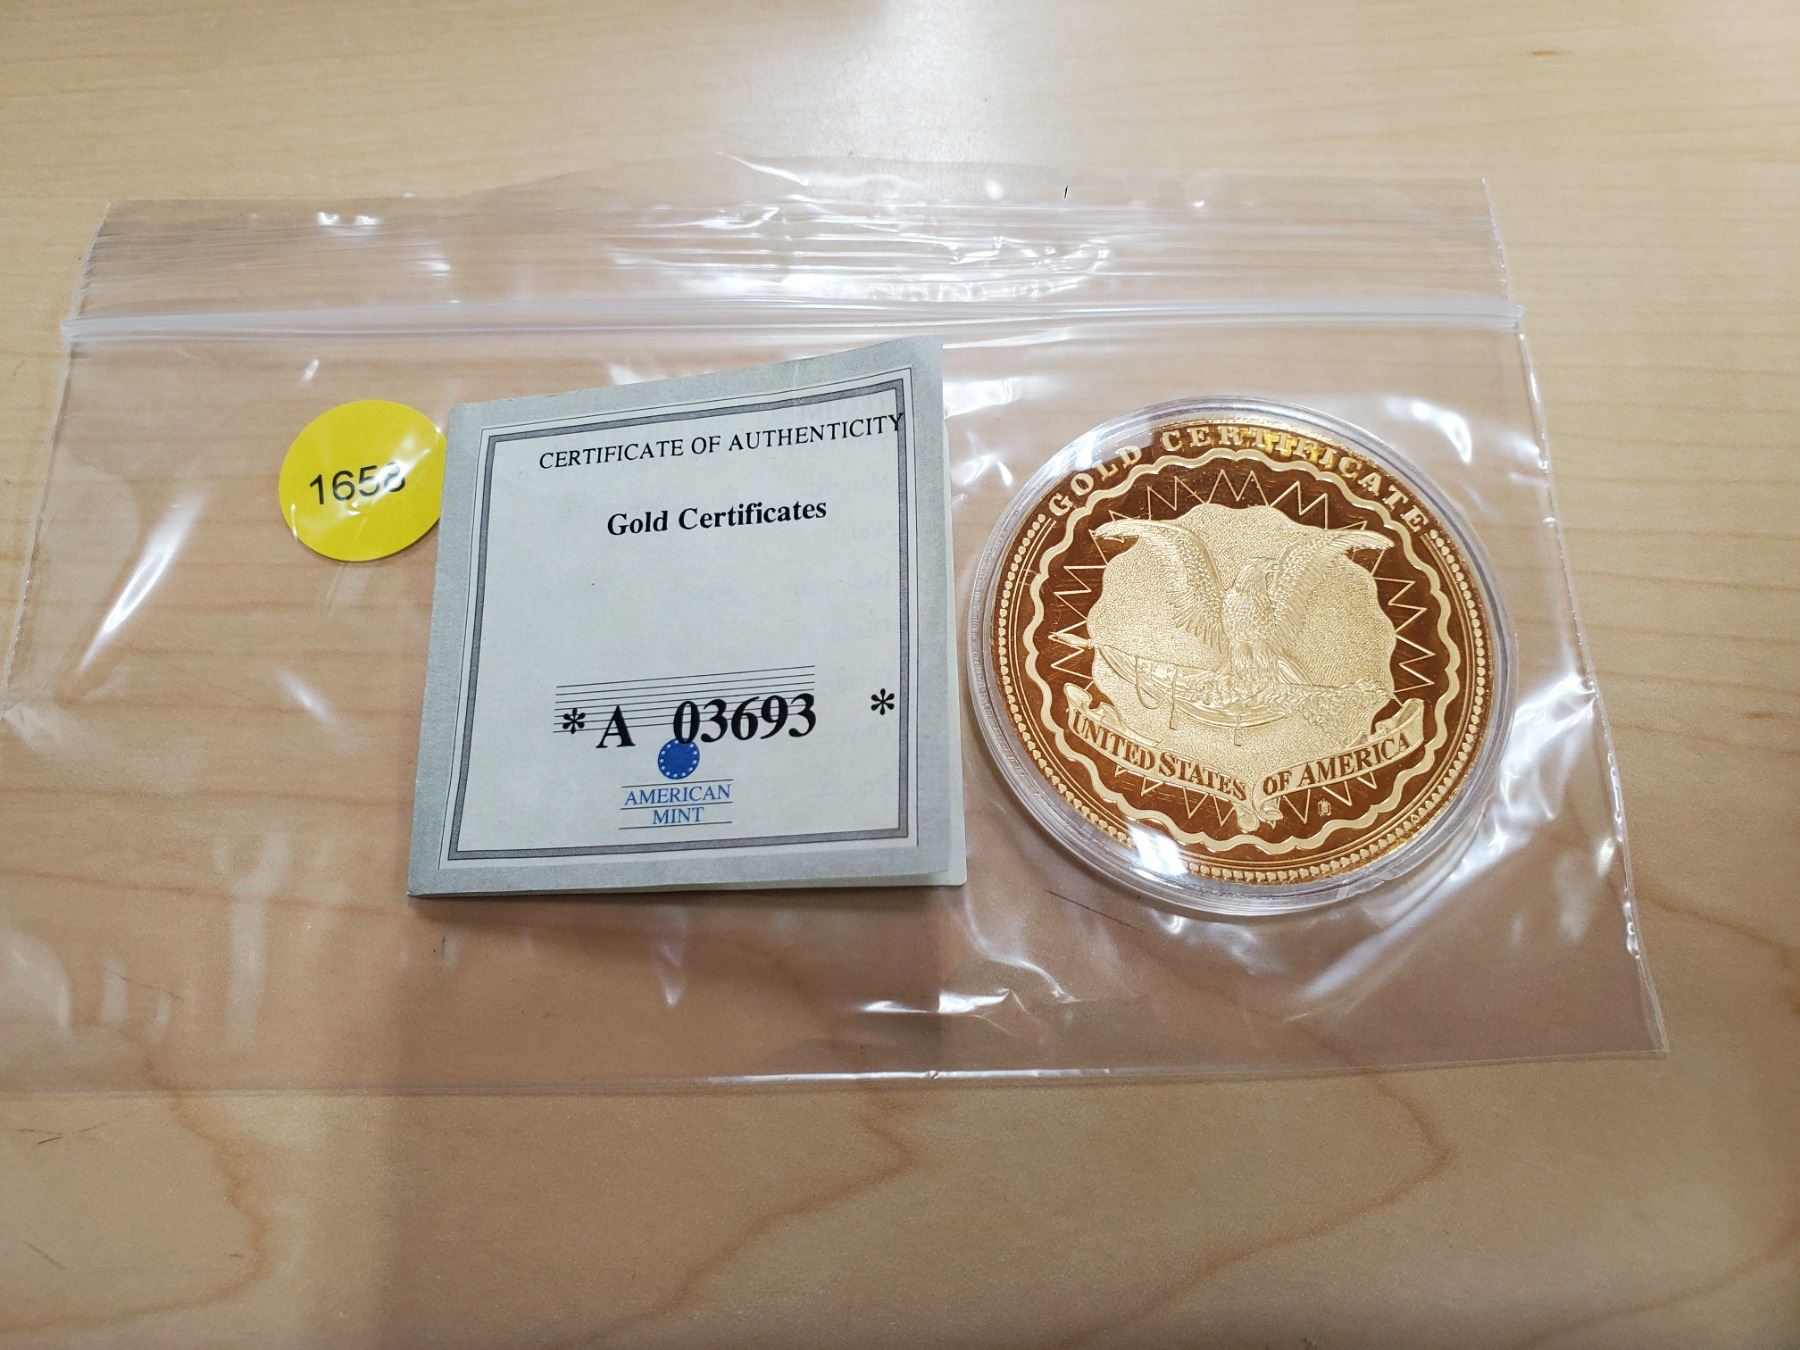 1658
CERTIFICATE OF AUTHENTICITY
Gold Certificates
*A 03693 *
AMERICAN
MINT
GOLD CERTIFICATE
UNITED STATES OF AMERICA